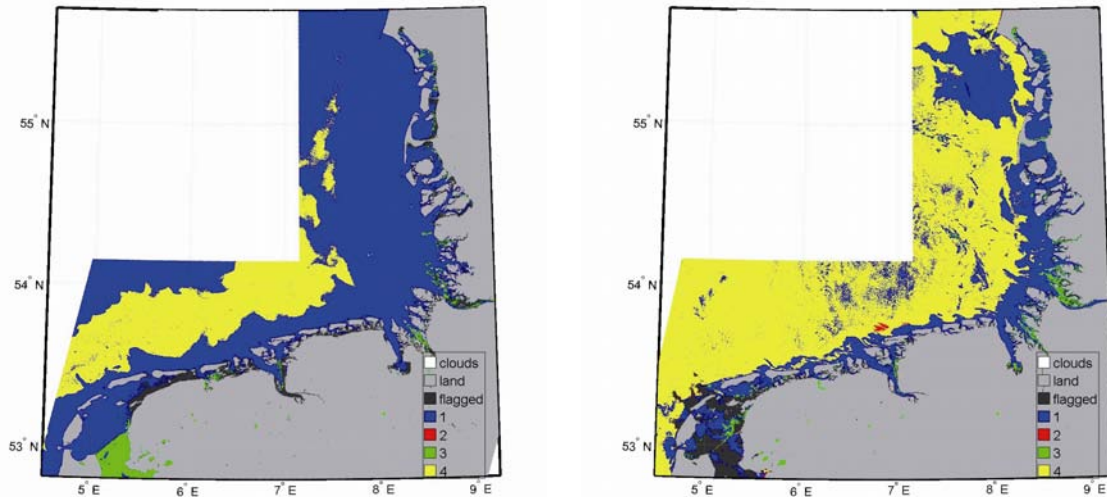 55° N
54° N
53° N
5° E
6° E
7° E
8° E
9° E
clouds
land
flagged
1
2
3
4
55° N
54° N
53° N
5° E
6° E
7° E
8° E
9° E
clouds
land
flagged
1
2
3
4